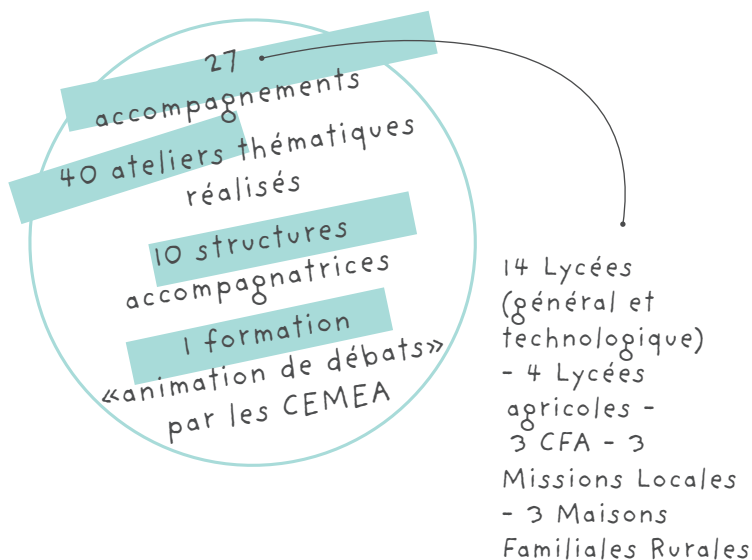 27
accompagnements
40 ateliers thématiques
réalisés
10 structures
accompagnatrices
1 formation
«animation de débats»
par les CEMEA
14 Lycées
(général et
technologique)
- 4 Lycées
agricoles -
3 CFA - 3
Missions Locales
- 3 Maisons
Familiales Rurales